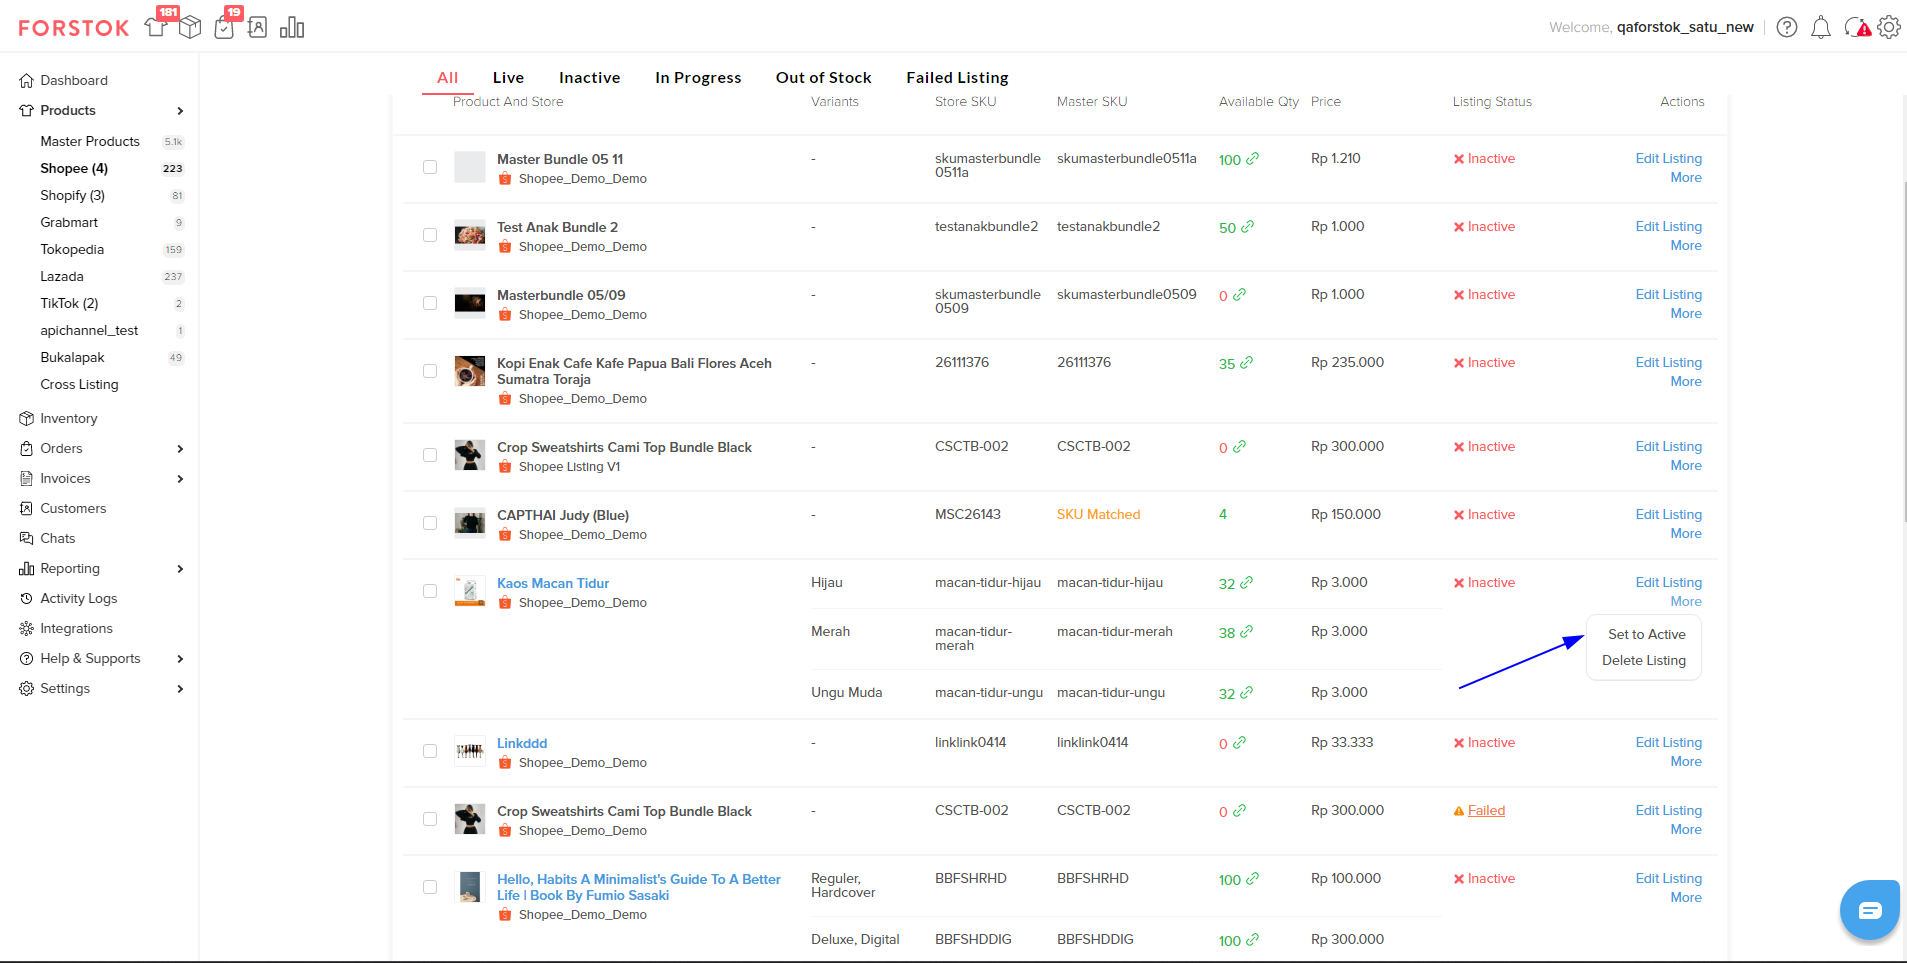 FORSTOK
181
19
Welcome, qaforstok_satu_new
Dashboard
Products
Master Products 5.1k
Shopee (4) 223
Shopify (3) 81
Grabmart 9
Tokopedia 159
Lazada 237
TikTok (2) 2
apichannel_test 1
Bukalapak 49
Cross Listing
Inventory
Orders
Invoices
Customers
Chats
Reporting
Activity Logs
Integrations
Help & Supports
Settings
All Live Inactive In Progress Out of Stock Failed Listing
Product And Store Variants Store SKU Master SKU Available Qty Price Listing Status Actions
Master Bundle 05 11 - skumasterbundle skumasterbundle0511a 100 Rp 1.210 Inactive Edit Listing
0511a
Shopee_Demo_Demo More
Test Anak Bundle 2 - testanakbundle2 testanakbundle2 50 Rp 1.000 Inactive Edit Listing
Shopee_Demo_Demo More
Masterbundle 05/09 - skumasterbundle skumasterbundle0509 0 Rp 1.000 Inactive Edit Listing
0509
Shopee_Demo_Demo More
Kopi Enak Cafe Kafe Papua Bali Flores Aceh - 26111376 26111376 35 Rp 235.000 Inactive Edit Listing
Sumatra Toraja More
Shopee_Demo_Demo
Crop Sweatshirts Cami Top Bundle Black - CSCTB-002 CSCTB-002 0 Rp 300.000 Inactive Edit Listing
Shopee Listing V1 More
CAPTHAI Judy (Blue) - MSC26143 SKU Matched 4 Rp 150.000 Inactive Edit Listing
Shopee_Demo_Demo More
Kaos Macan Tidur Hijau macan-tidur-hijau macan-tidur-hijau 32 Rp 3.000 Inactive Edit Listing
Shopee_Demo_Demo More
Merah macan-tidur- macan-tidur-merah 38 Rp 3.000 Set to Active
merah
Delete Listing
Ungu Muda macan-tidur-ungu macan-tidur-ungu 32 Rp 3.000
Linkddd - linklink0414 linklink0414 0 Rp 33.333 Inactive Edit Listing
Shopee_Demo_Demo More
Crop Sweatshirts Cami Top Bundle Black - CSCTB-002 CSCTB-002 0 Rp 300.000 Failed Edit Listing
Shopee_Demo_Demo More
Hello, Habits A Minimalist's Guide To A Better Reguler, BBFSHRHD BBFSHRHD 100 Rp 100.000 Inactive Edit Listing
Life | Book By Fumio Sasaki Hardcover More
Shopee_Demo_Demo
Deluxe, Digital BBFSHDDIG BBFSHDDIG 100 Rp 300.000